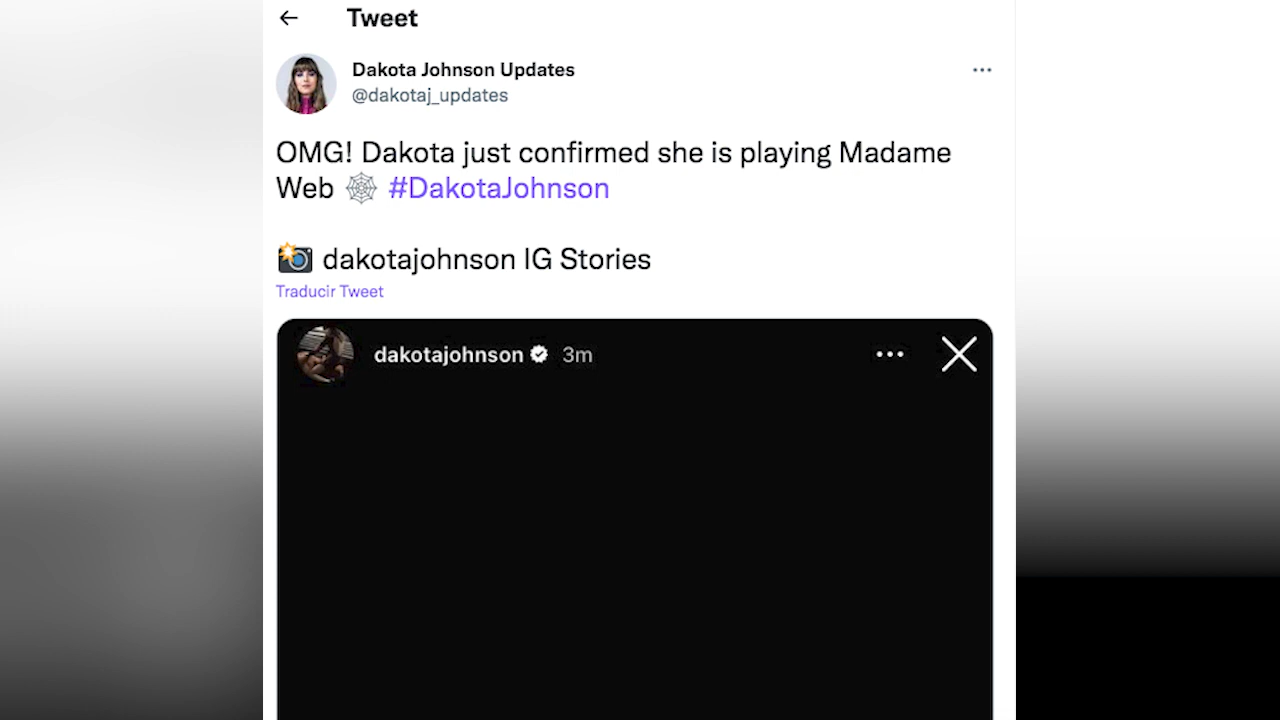 Tweet
Dakota Johnson Updates
@dakotaj_updates
OMG! Dakota just confirmed she is playing Madame
Web 🕸 #DakotaJohnson
📸 dakotajohnson IG Stories
Traducir Tweet
dakotajohnson 3m